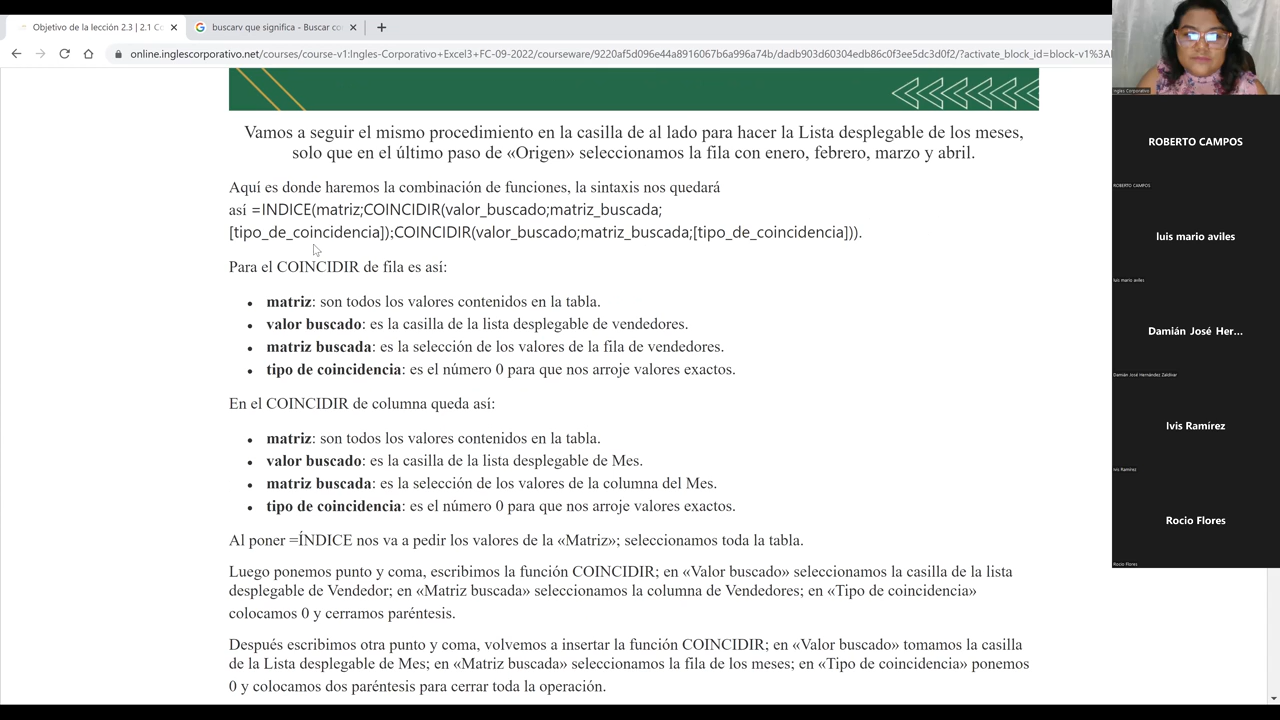 Objetivo de la lección 2.3 | 2.1 Co
buscarv que significa - Buscar co
online.inglescorporativo.net/courses/course-v1:Ingles-Corporativo+Excel3+FC-09-2022/courseware/9220af5d096e44a8916067b6a996a74b/dadb903d60304edb86c0f3ee5dc3d0f2/?activate_block_id=block-v1%3AI
Vamos a seguir el mismo procedimiento en la casilla de al lado para hacer la Lista desplegable de los meses,
solo que en el último paso de «Origen» seleccionamos la fila con enero, febrero, marzo y abril.
Aquí es donde haremos la combinación de funciones, la sintaxis nos quedará
así =INDICE(matriz;COINCIDIR(valor_buscado;matriz_buscada;
[tipo_de_coincidencia]);COINCIDIR(valor_buscado;matriz_buscada;[tipo_de_coincidencia])).
Para el COINCIDIR de fila es así:
• matriz: son todos los valores contenidos en la tabla.
• valor buscado: es la casilla de la lista desplegable de vendedores.
• matriz buscada: es la selección de los valores de la fila de vendedores.
• tipo de coincidencia: es el número 0 para que nos arroje valores exactos.
En el COINCIDIR de columna queda así:
• matriz: son todos los valores contenidos en la tabla.
• valor buscado: es la casilla de la lista desplegable de Mes.
• matriz buscada: es la selección de los valores de la columna del Mes.
• tipo de coincidencia: es el número 0 para que nos arroje valores exactos.
Al poner =ÍNDICE nos va a pedir los valores de la «Matriz»; seleccionamos toda la tabla.
Luego ponemos punto y coma, escribimos la función COINCIDIR; en «Valor buscado» seleccionamos la casilla de la lista
desplegable de Vendedor; en «Matriz buscada» seleccionamos la columna de Vendedores; en «Tipo de coincidencia»
colocamos 0 y cerramos paréntesis.
Después escribimos otra punto y coma, volvemos a insertar la función COINCIDIR; en «Valor buscado» tomamos la casilla
de la Lista desplegable de Mes; en «Matriz buscada» seleccionamos la fila de los meses; en «Tipo de coincidencia» ponemos
0 y colocamos dos paréntesis para cerrar toda la operación.
Ingles Corporativo
ROBERTO CAMPOS
ROBERTO CAMPOS
luis mario aviles
luis mario aviles
Damián José Her...
Damián José Hernández Zaldivar
Ivis Ramírez
Ivis Ramírez
Rocio Flores
Rocio Flores